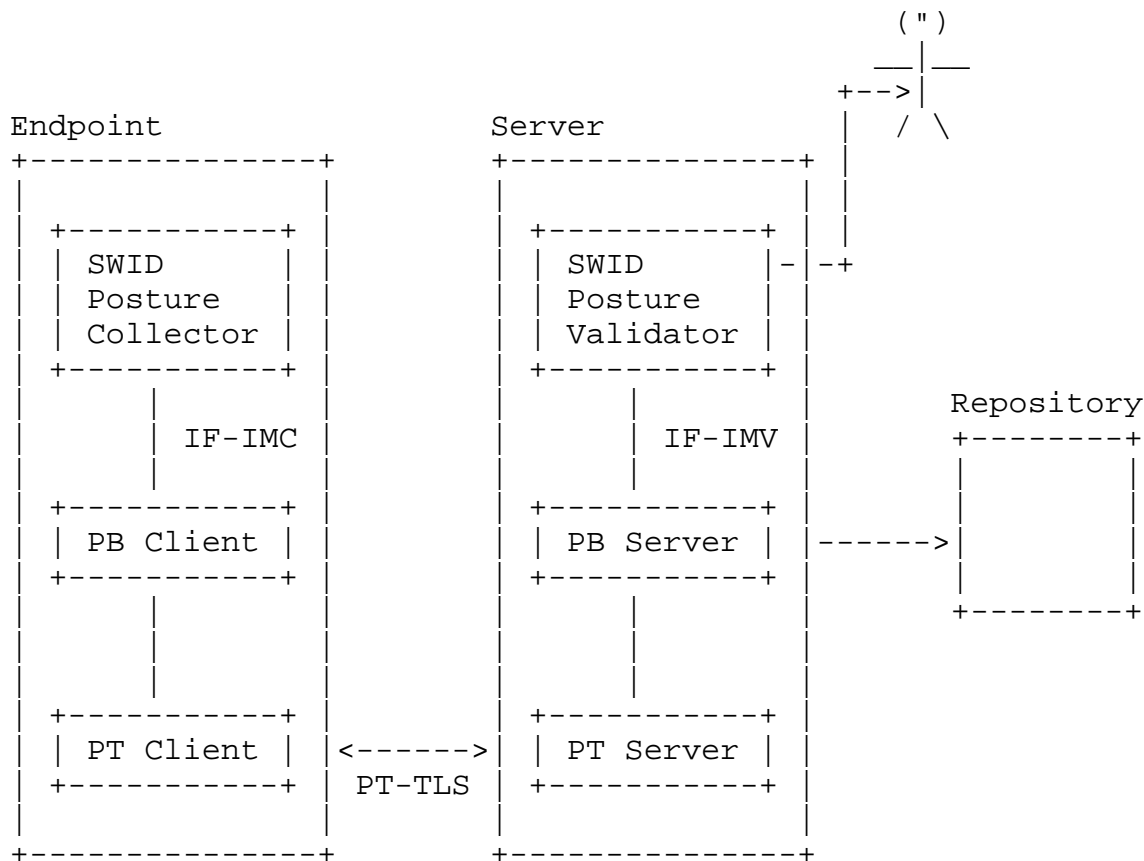 Endpoint Server
SWID SWID
Posture Posture
Collector Validator
Repository
IF-IMC IF-IMV
PB Client PB Server
PT Client PT Server
PT-TLS